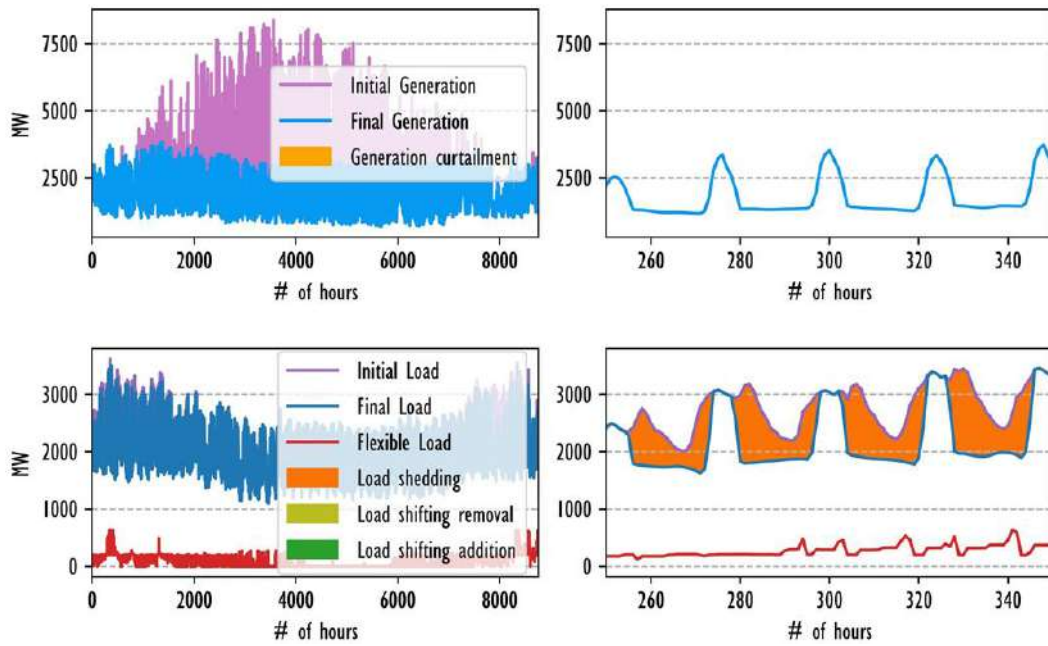 MW
7500
5000
2500
Initial Generation
Final Generation
Generation curtailment
0
2000
4000
6000
8000
# of hours
7500
5000
2500
260
280
300
320
340
# of hours
MW
3000
2000
1000
0
Initial Load
Final Load
Flexible Load
Load shedding
Load shifting removal
Load shifting addition
0
2000
4000
6000
8000
# of hours
3000
2000
1000
0
260
280
300
320
340
# of hours